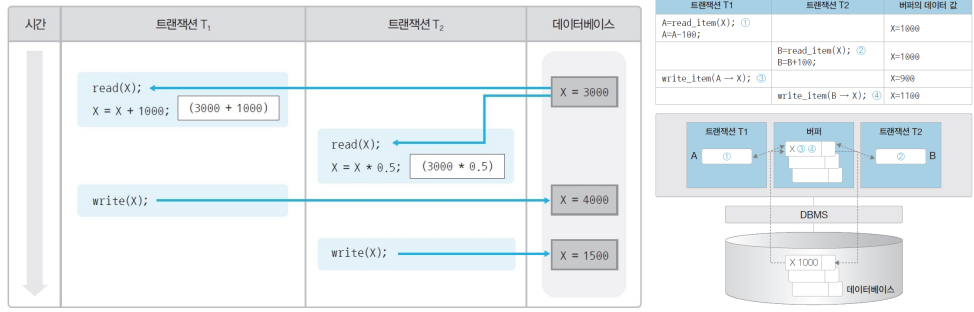 시간 트랜잭션 T₁ 트랜잭션 T₂ 데이터베이스
read(X);
X = X + 1000; (3000 + 1000)
X = 3000
read(X);
X = X * 0.5; (3000 * 0.5)
write(X);
X = 4000
write(X);
X = 1500
트랜잭션 T1 트랜잭션 T2 버퍼의 데이터 값
A=read_item(X); ①
A=A-100;
X=1000
B=read_item(X); ②
B=B+100;
X=1000
write_item(A → X); ③ X=900
write_item(B → X); ④ X=1100
트랜잭션 T1 버퍼 트랜잭션 T2
A ① X ③ ④ ② B
DBMS
X 1000
데이터베이스